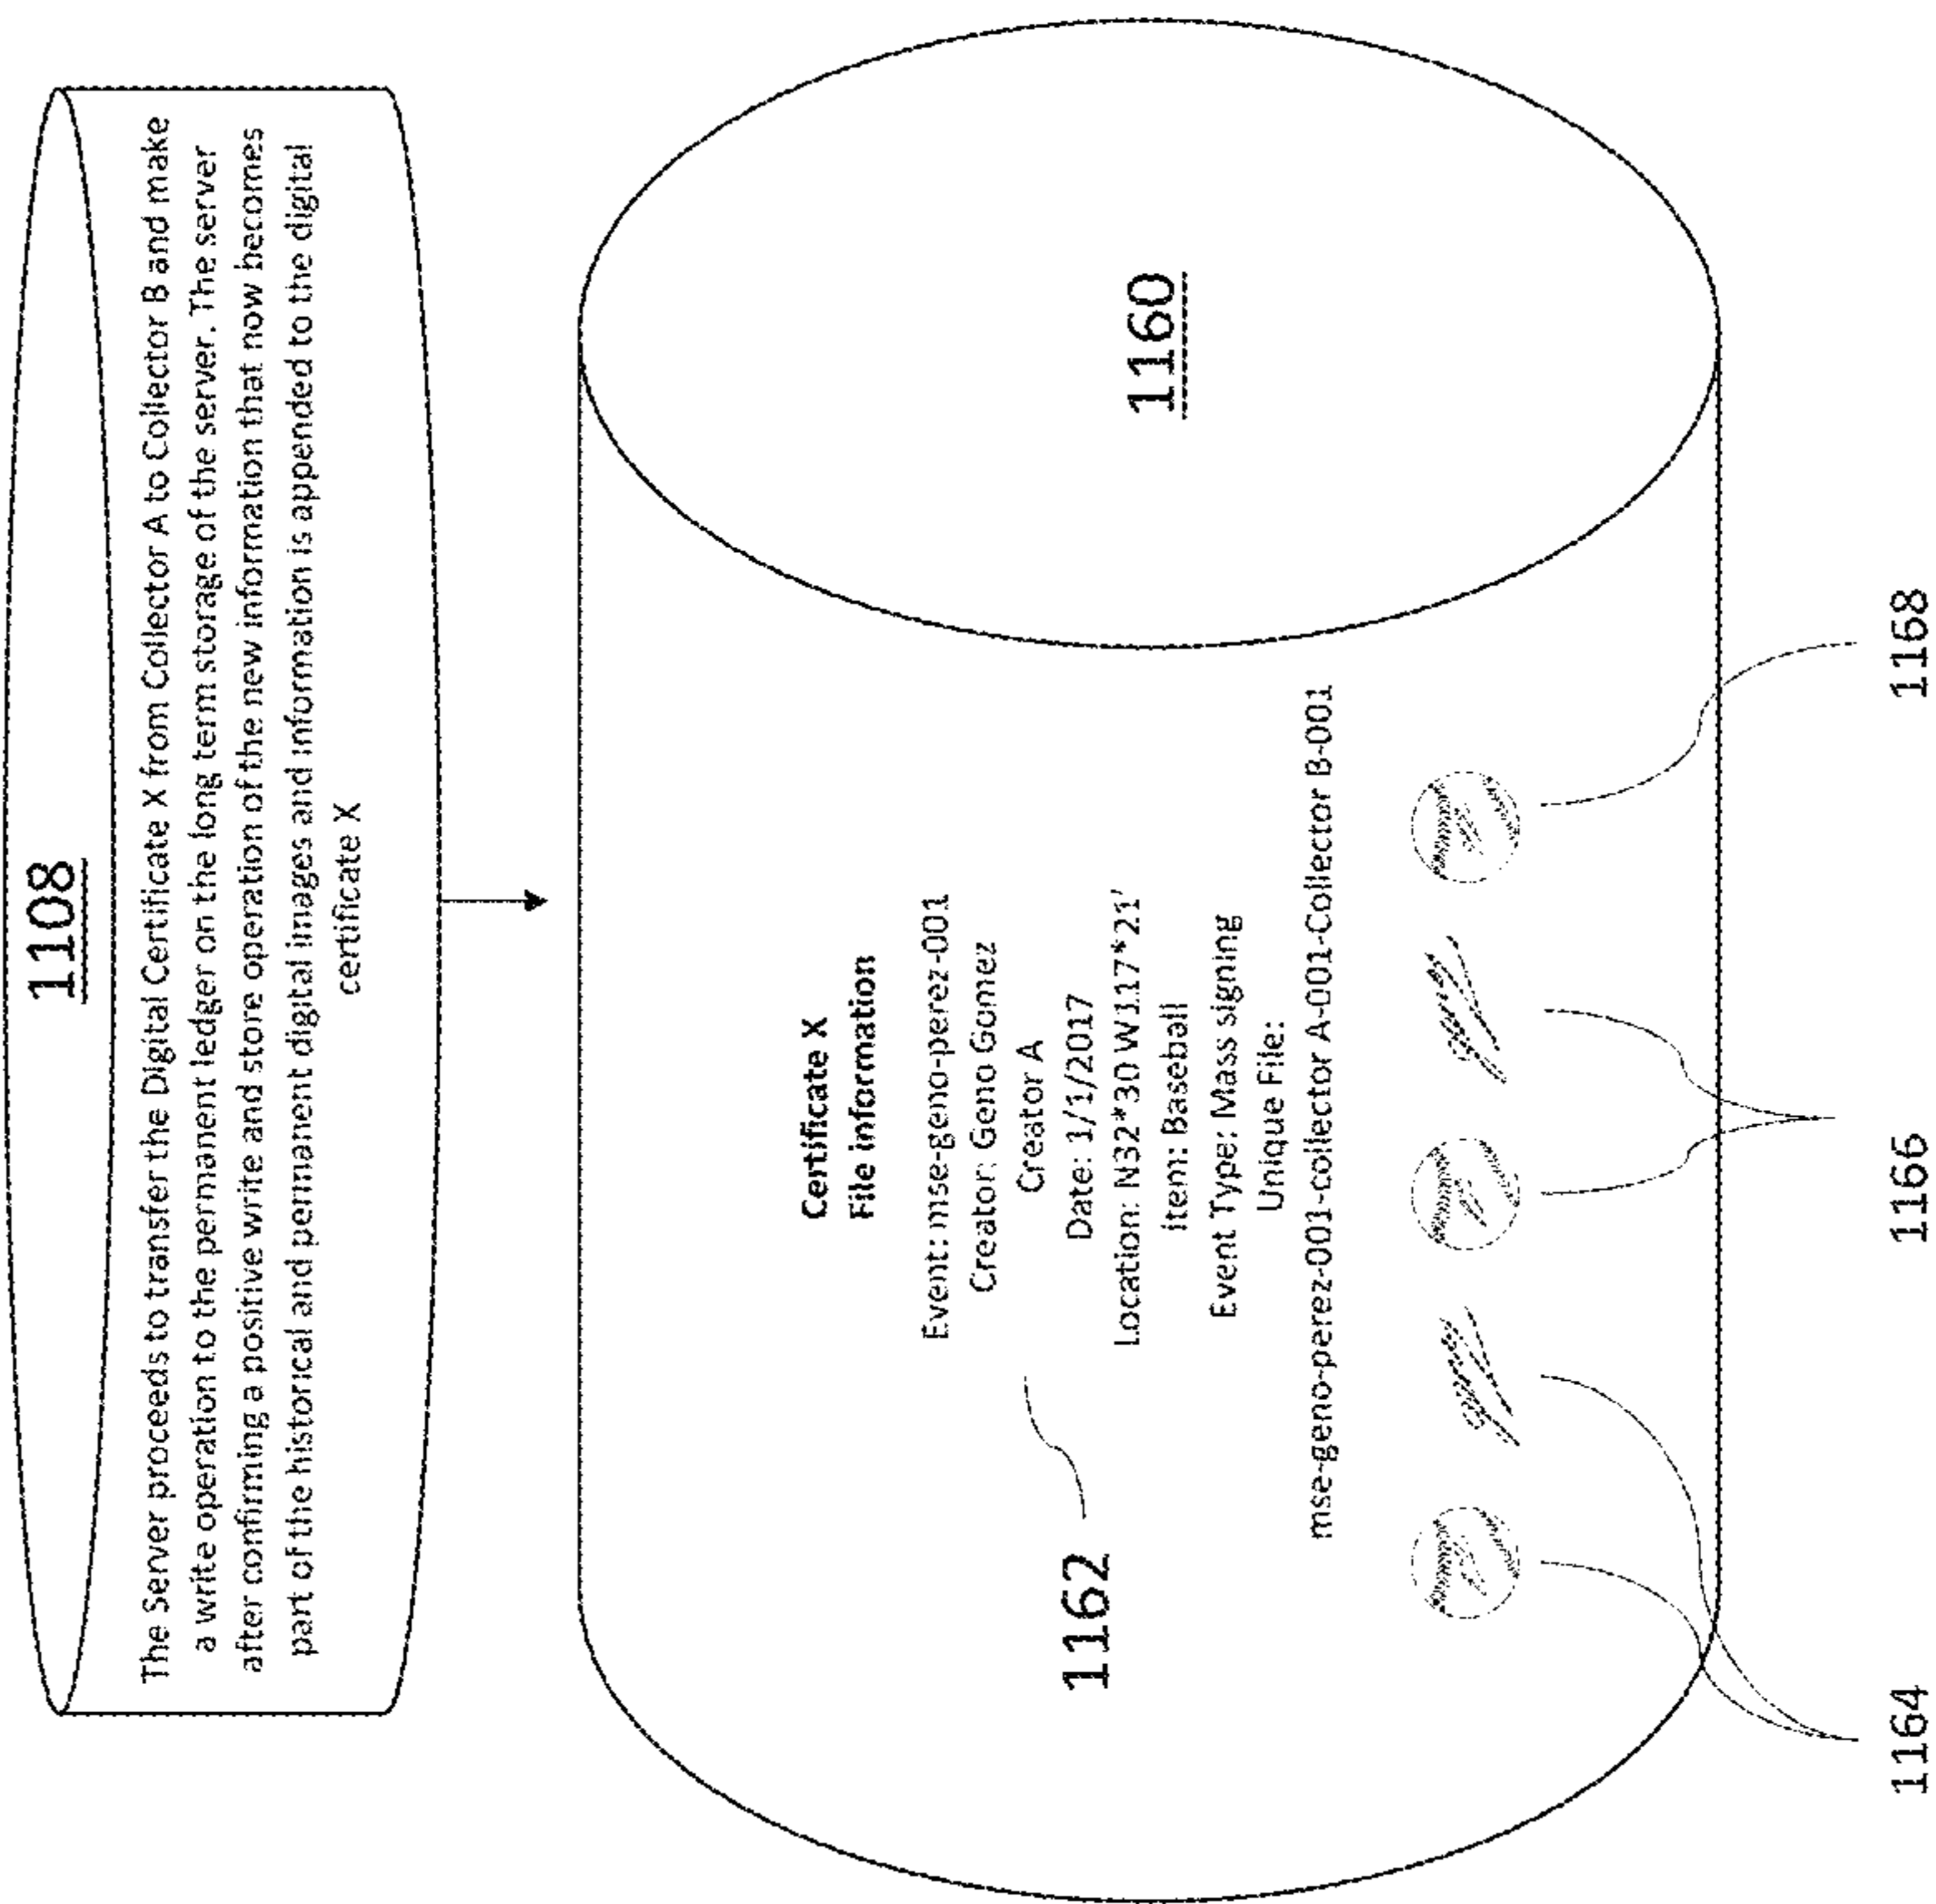 1108
The Server proceeds to transfer the Digital Certificate X from Collector A to Collector B and make
a write operation to the permanent ledger on the long term storage of the server. The server
after confirming a positive write and store operation of the new information that now becomes
part of the historical and permanent digital images and information is appended to the digital
certificate X
Certificate X
File information
Event: mse-geno-perez-001
Creator: Geno Gomez
Creator A
Date: 1/1/2017
Location: N32*30 W117*21'
Item: Baseball
Event Type: Mass signing
Unique File:
mse-geno-perez-001-collector A-001-Collector B-001
1160
1162
1164
1166
1168